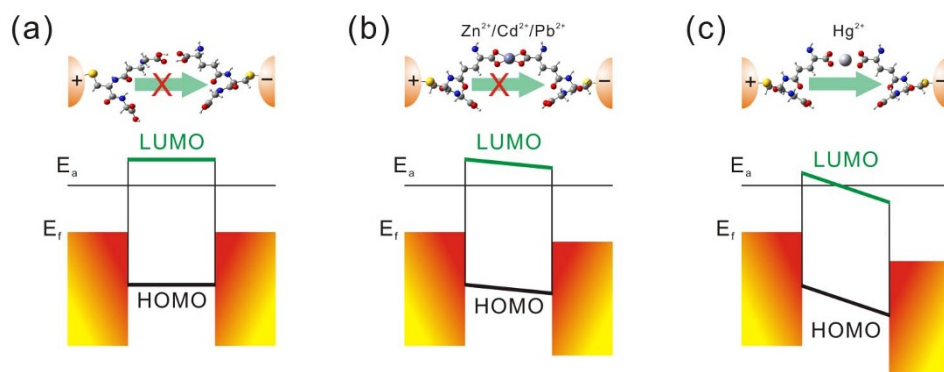 (a)
+
X
−
LUMO
Eₐ
E_f
HOMO
(b)
Zn²⁺/Cd²⁺/Pb²⁺
+
X
−
LUMO
Eₐ
E_f
HOMO
(c)
Hg²⁺
+
−
LUMO
Eₐ
E_f
HOMO